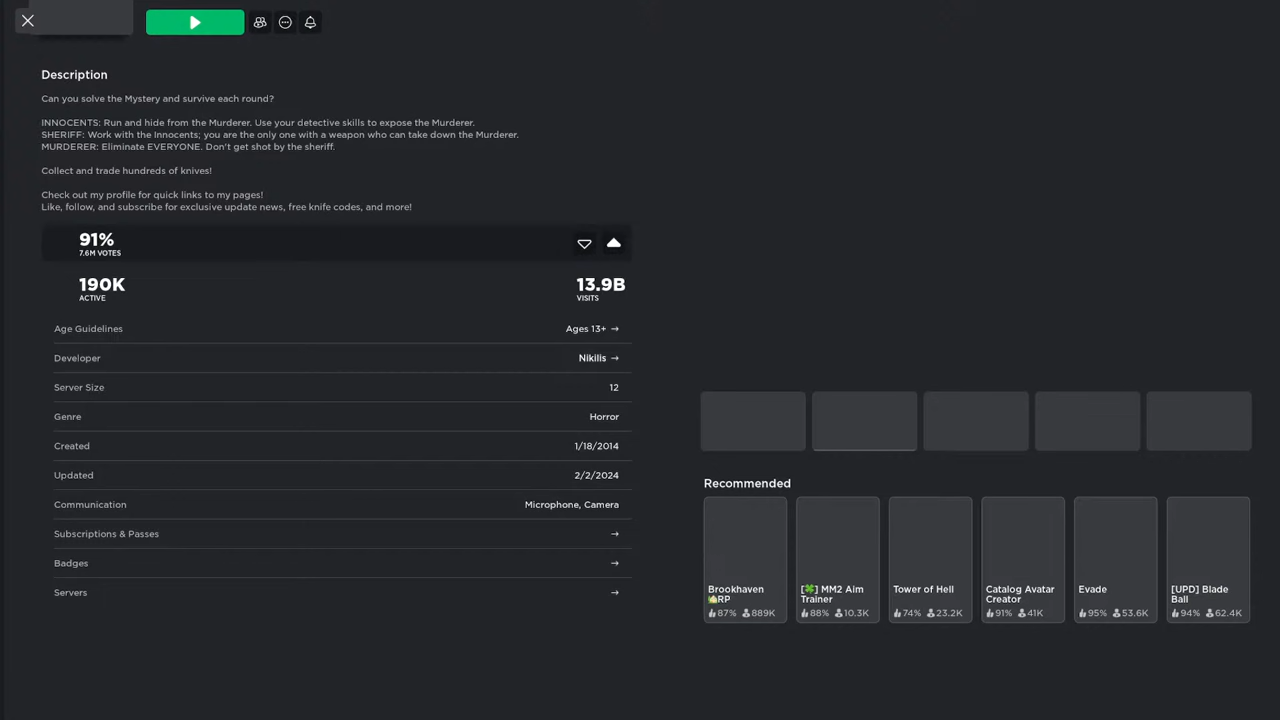 Description
Can you solve the Mystery and survive each round?
INNOCENTS: Run and hide from the Murderer. Use your detective skills to expose the Murderer.
SHERIFF: Work with the Innocents; you are the only one with a weapon who can take down the Murderer.
MURDERER: Eliminate EVERYONE. Don't get shot by the sheriff.
Collect and trade hundreds of knives!
Check out my profile for quick links to my pages!
Like, follow, and subscribe for exclusive update news, free knife codes, and more!
91%
7.6M VOTES
190K
ACTIVE
13.9B
VISITS
Age Guidelines Ages 13+ →
Developer Nikilis →
Server Size 12
Genre Horror
Created 1/18/2014
Updated 2/2/2024
Communication Microphone, Camera
Subscriptions & Passes →
Badges →
Servers →
Recommended
Brookhaven
🏡RP
87% 889K
[🍀] MM2 Aim
Trainer
88% 10.3K
Tower of Hell
74% 23.2K
Catalog Avatar
Creator
91% 41K
Evade
95% 53.6K
[UPD] Blade
Ball
94% 62.4K